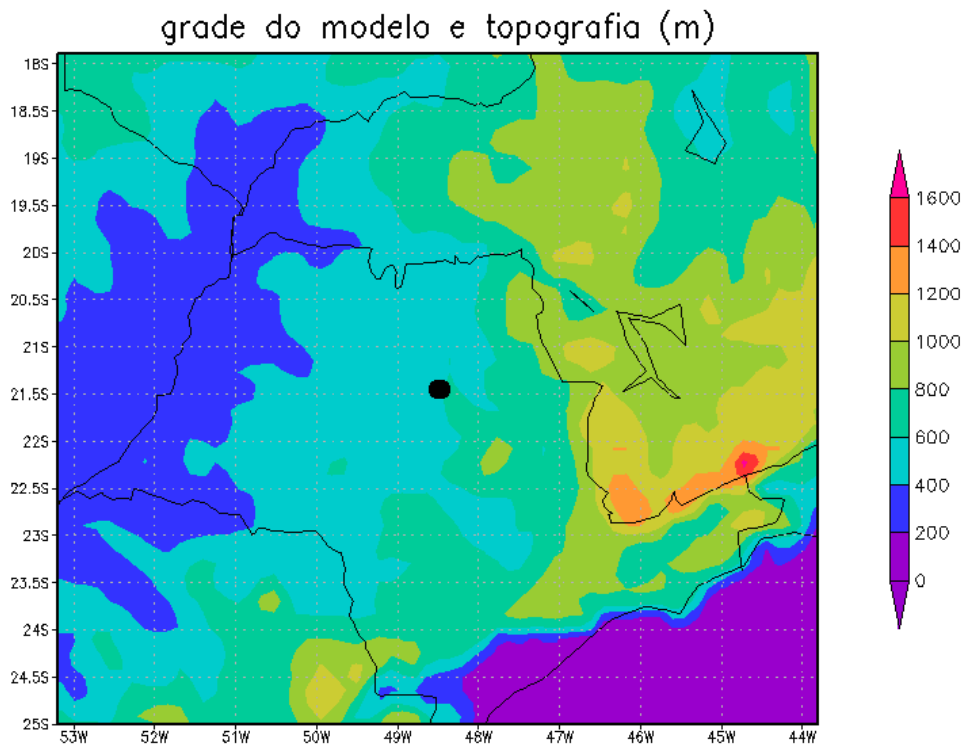 grade do modelo e topografia (m)
18S
18.5S
19S
19.5S
20S
20.5S
21S
21.5S
22S
22.5S
23S
23.5S
24S
24.5S
25S
53W 52W 51W 50W 49W 48W 47W 46W 45W 44W
1600
1400
1200
1000
800
600
400
200
0